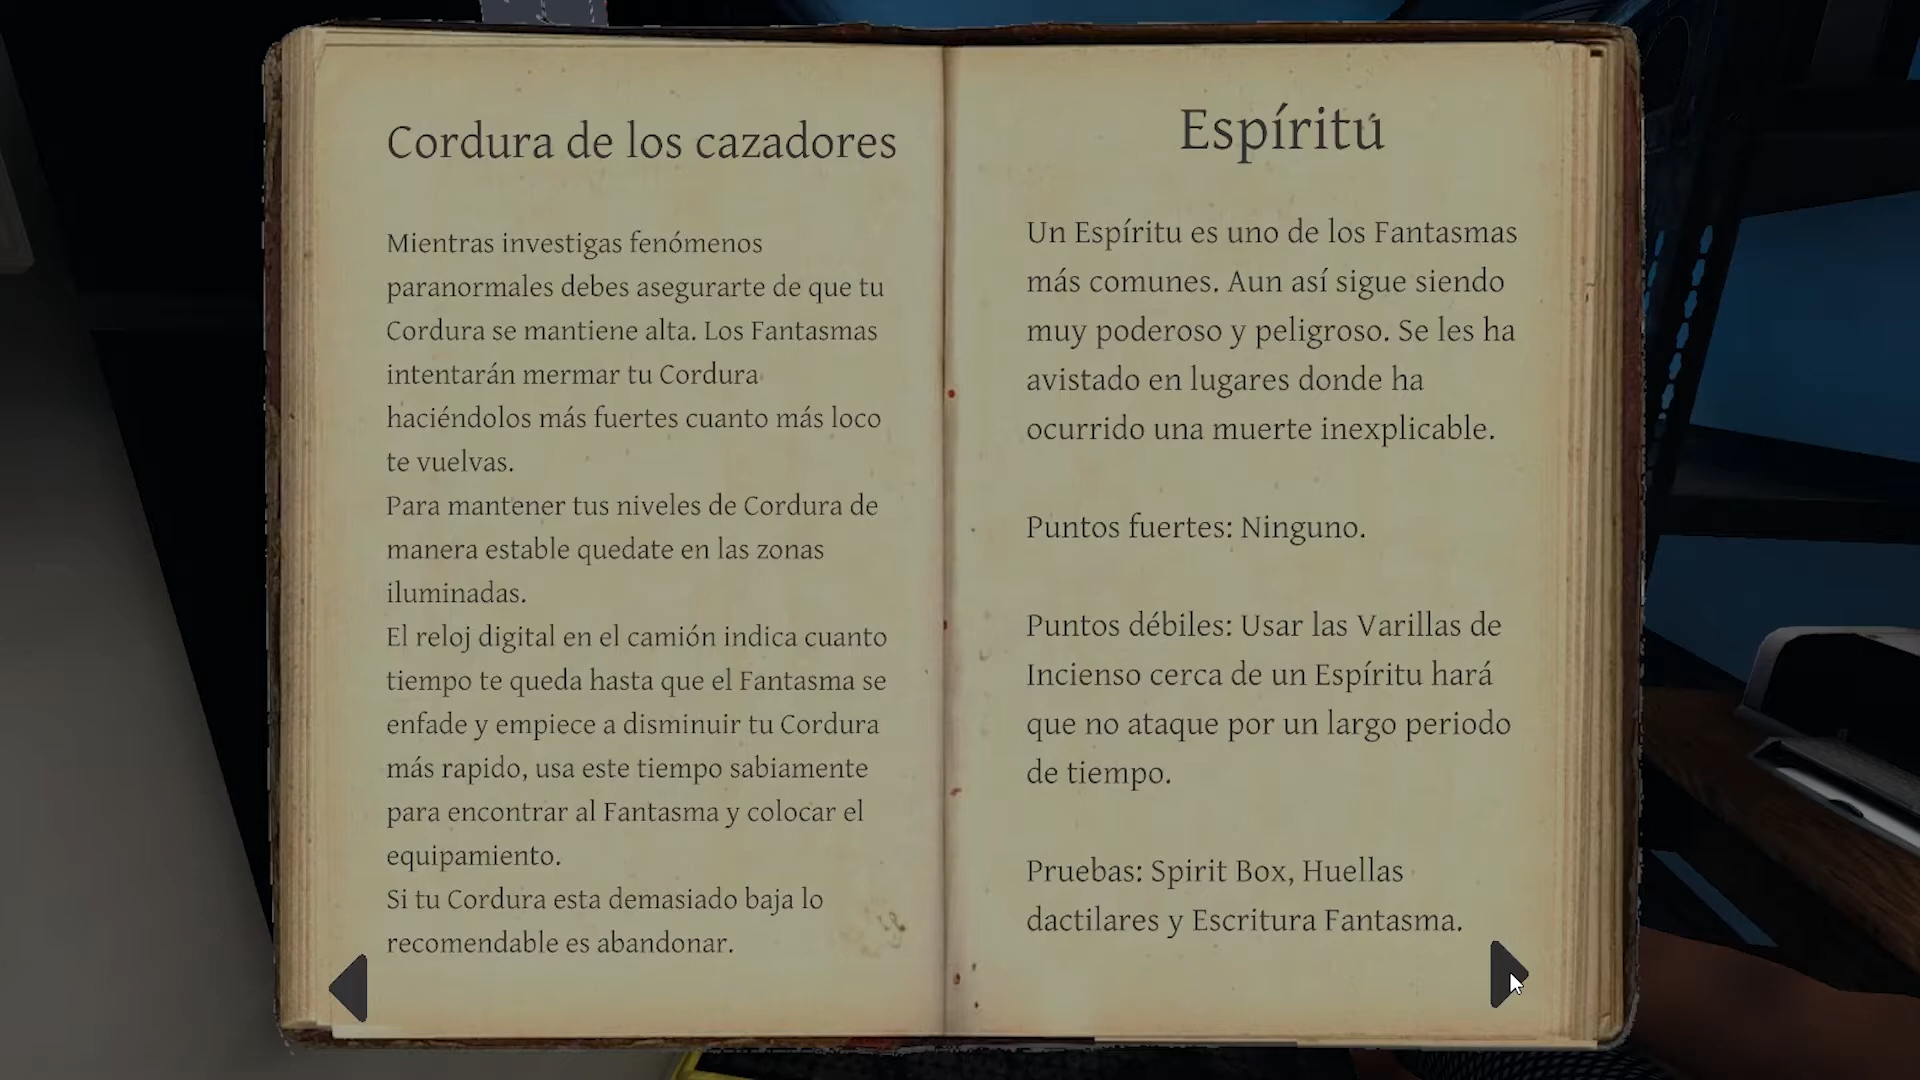 Cordura de los cazadores
Mientras investigas fenómenos
paranormales debes asegurarte de que tu
Cordura se mantiene alta. Los Fantasmas
intentarán mermar tu Cordura
haciéndolos más fuertes cuanto más loco
te vuelvas.
Para mantener tus niveles de Cordura de
manera estable quedate en las zonas
iluminadas.
El reloj digital en el camión indica cuanto
tiempo te queda hasta que el Fantasma se
enfade y empiece a disminuir tu Cordura
más rapido, usa este tiempo sabiamente
para encontrar al Fantasma y colocar el
equipamiento.
Si tu Cordura esta demasiado baja lo
recomendable es abandonar.
Espíritu
Un Espíritu es uno de los Fantasmas
más comunes. Aun así sigue siendo
muy poderoso y peligroso. Se les ha
avistado en lugares donde ha
ocurrido una muerte inexplicable.
Puntos fuertes: Ninguno.
Puntos débiles: Usar las Varillas de
Incienso cerca de un Espíritu hará
que no ataque por un largo periodo
de tiempo.
Pruebas: Spirit Box, Huellas
dactilares y Escritura Fantasma.